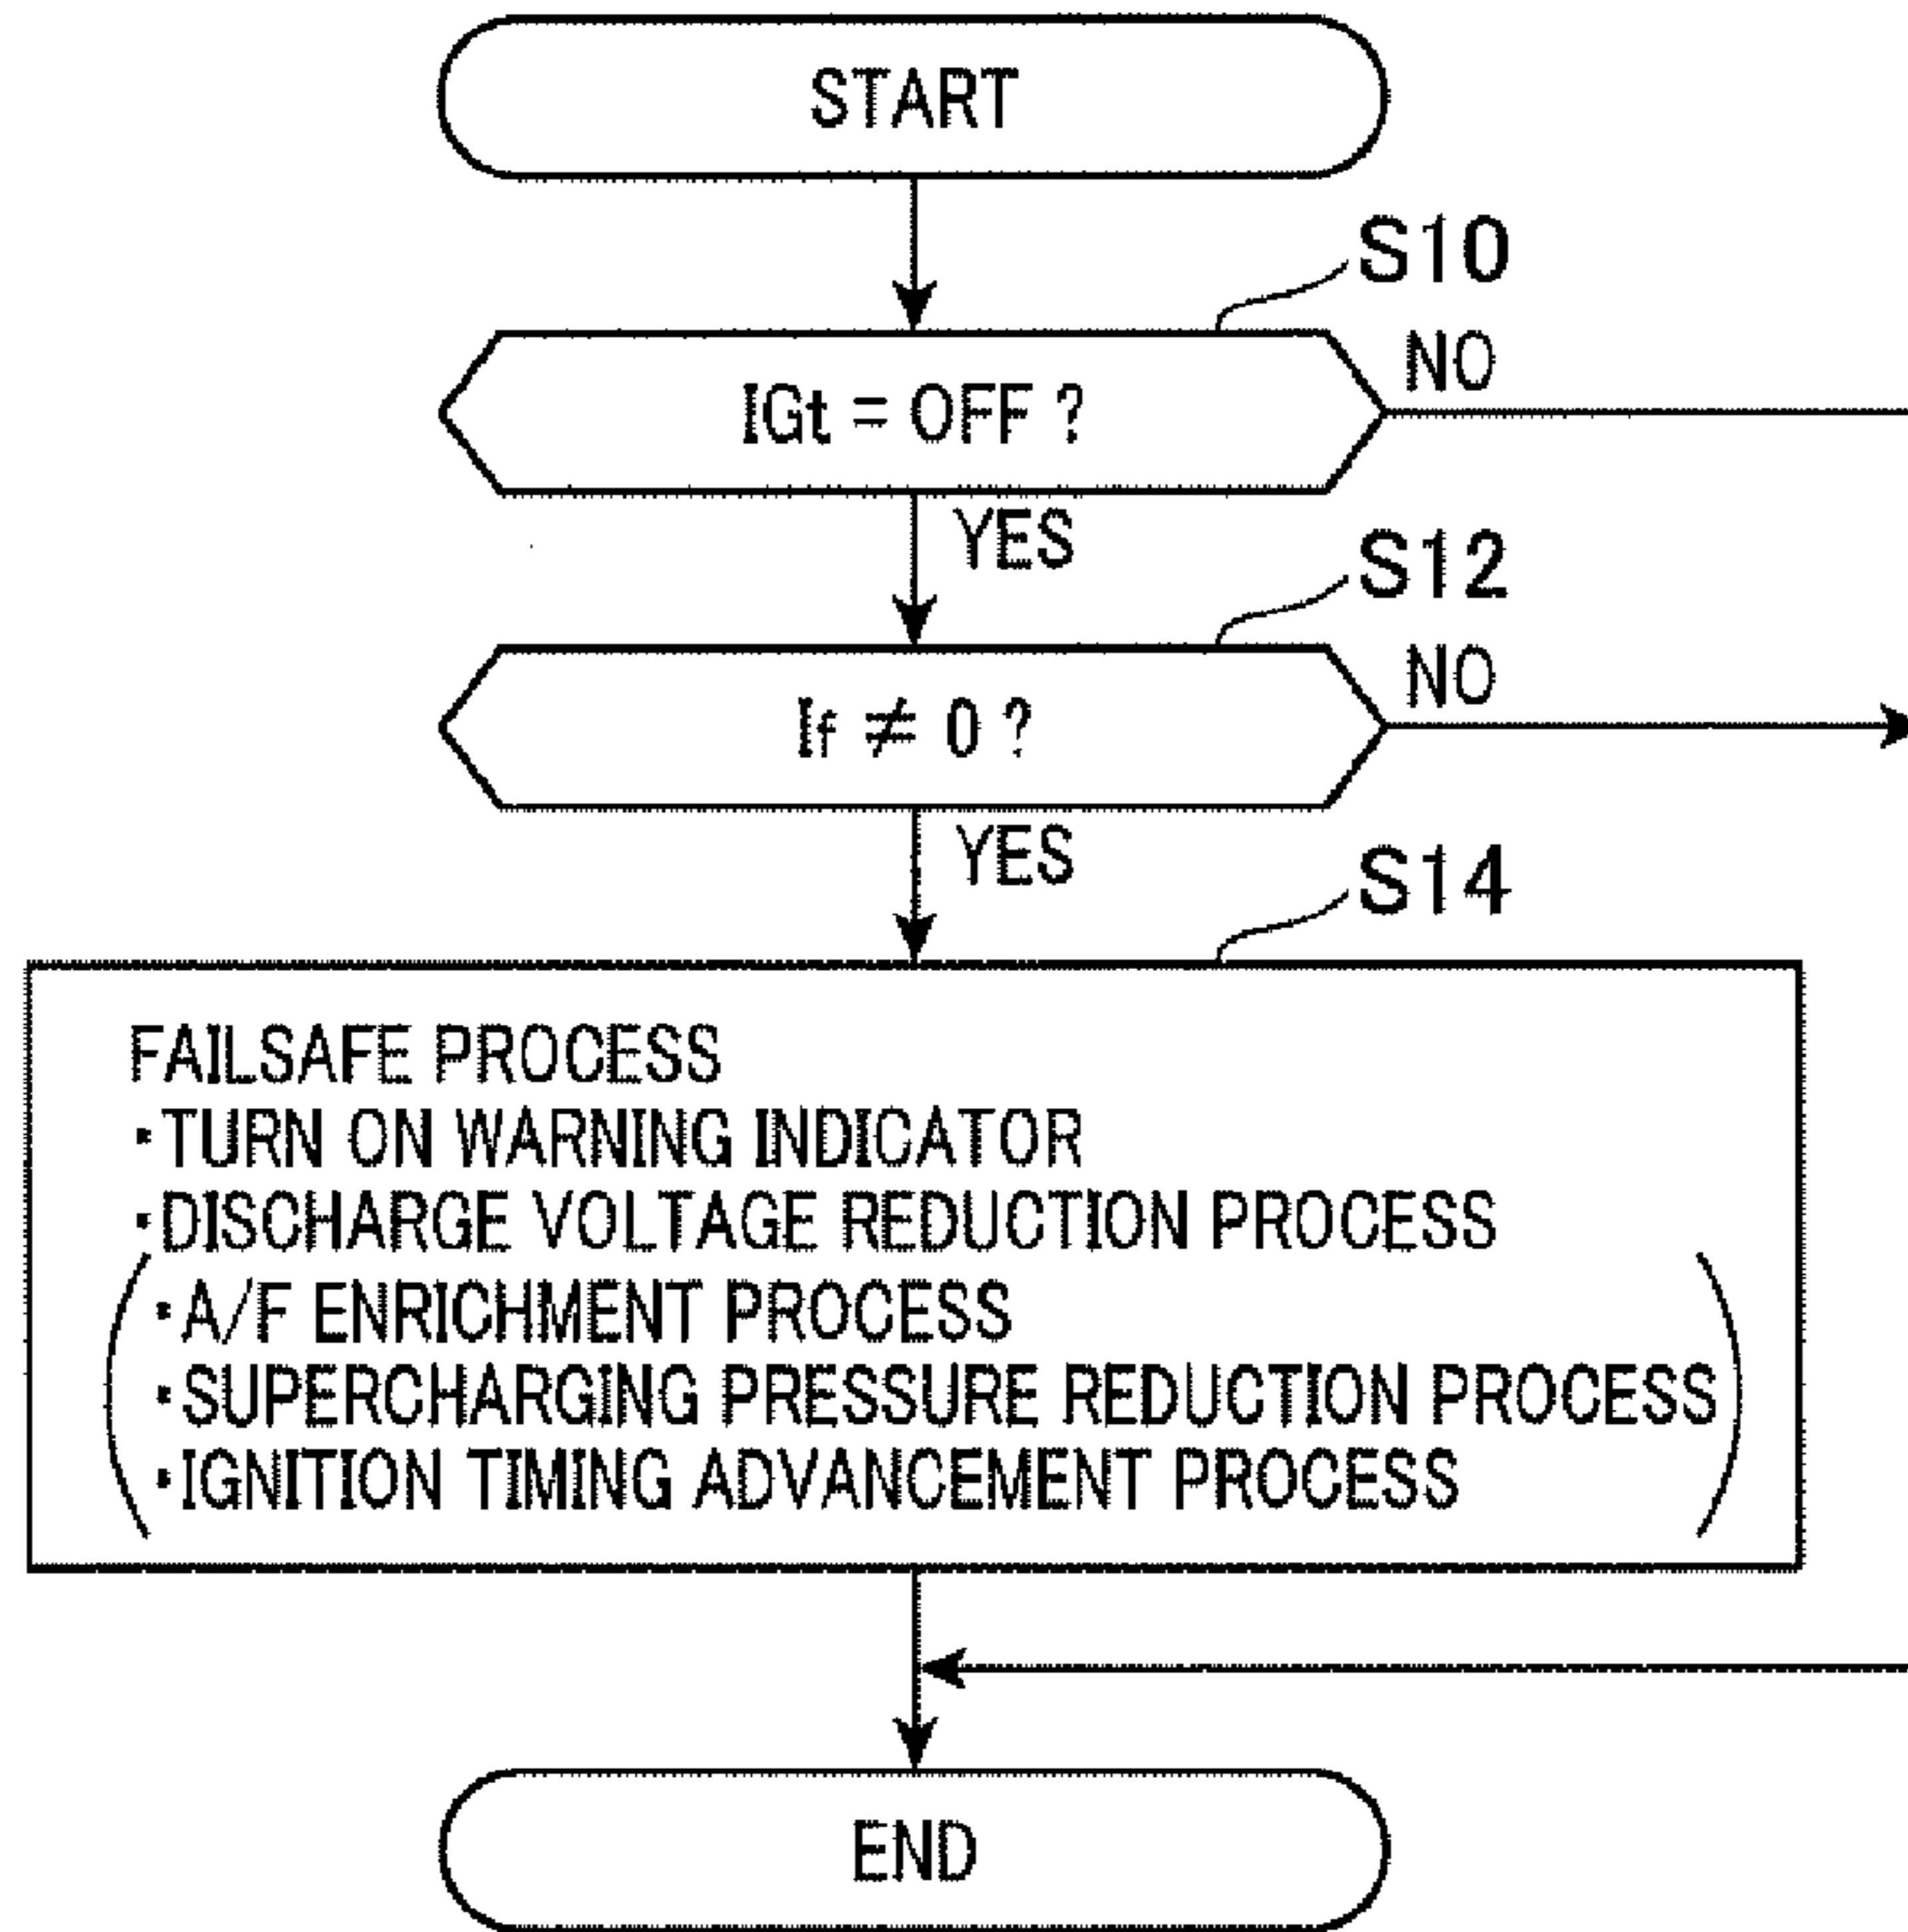 START
S10
IGt = OFF ?
NO
YES
S12
If ≠ 0 ?
NO
YES
S14
FAILSAFE PROCESS
・TURN ON WARNING INDICATOR
・DISCHARGE VOLTAGE REDUCTION PROCESS
・A/F ENRICHMENT PROCESS
・SUPERCHARGING PRESSURE REDUCTION PROCESS
・IGNITION TIMING ADVANCEMENT PROCESS
END